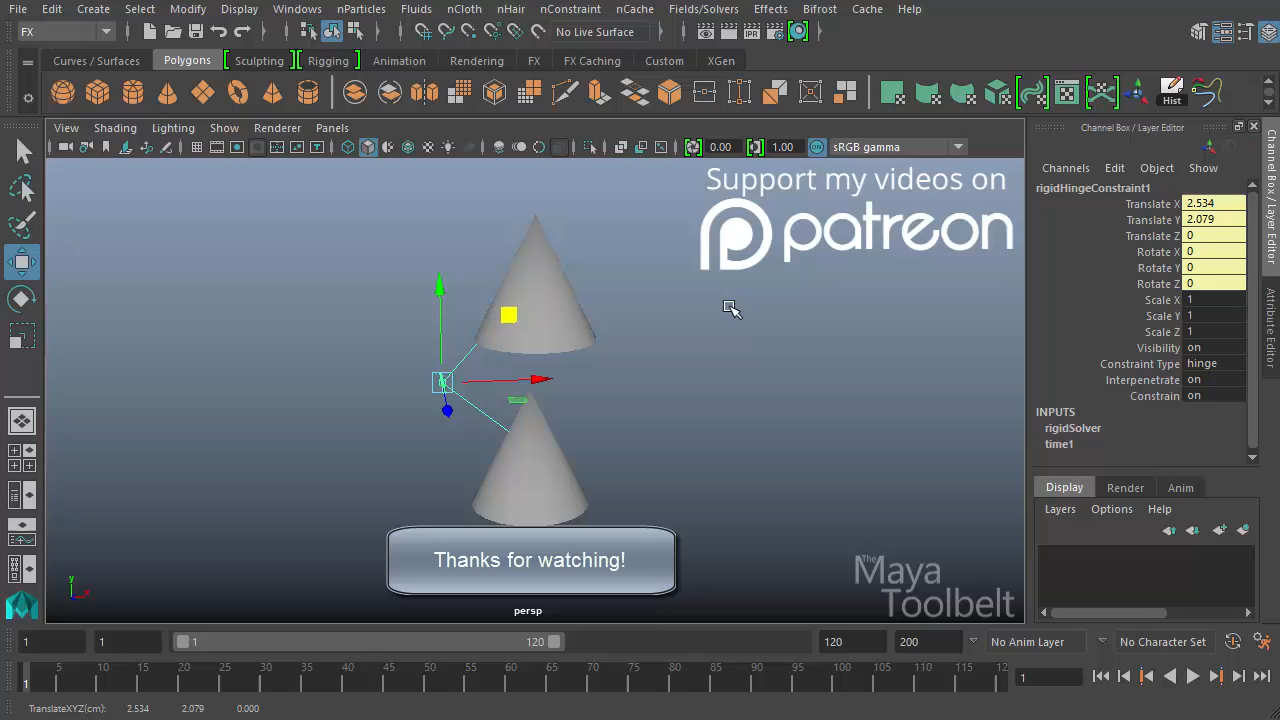 File Edit Create Select Modify Display Windows nParticles Fluids nCloth nHair nConstraint nCache Fields/Solvers Effects Bifrost Cache Help
FX No Live Surface
Curves / Surfaces Polygons Sculpting Rigging Animation Rendering FX FX Caching Custom XGen
IPR
Hist
View Shading Lighting Show Renderer Panels
0.00 1.00 ON sRGB gamma
Support my videos on
patreon
Thanks for watching!
The
Maya
Toolbelt
persp
y
Channel Box / Layer Editor
Channels Edit Object Show
rigidHingeConstraint1
Translate X 2.534
Translate Y 2.079
Translate Z 0
Rotate X 0
Rotate Y 0
Rotate Z 0
Scale X 1
Scale Y 1
Scale Z 1
Visibility on
Constraint Type hinge
Interpenetrate on
Constrain on
INPUTS
rigidSolver
time1
Display Render Anim
Layers Options Help
Channel Box / Layer Editor
Attribute Editor
1 1 1 120 120 200 No Anim Layer No Character Set
5 10 15 20 25 30 35 40 45 50 55 60 65 70 75 80 85 90 95 100 105 110 115 12
1 1
TranslateXYZ(cm): 2.534 2.079 0.000